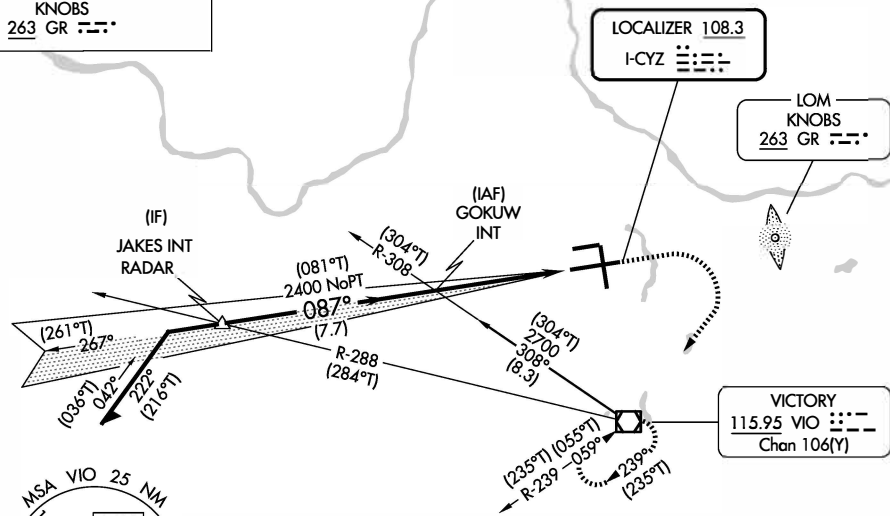 KNOBS
263 GR
LOCALIZER 108.3
I-CYZ
LOM
KNOBS
263 GR
(IF)
JAKES INT
RADAR
(IAF)
GOKUW
INT
(304°T)
R-308
(081°T)
2400 NoPT
087°
(7.7)
(261°T)
267°
R-288
(284°T)
(304°T)
2700
308°
(8.3)
(036°T)
042°
222°
(216°T)
VICTORY
115.95 VIO
Chan 106(Y)
(235°T) (055°T)
R-239 -059°
239°
(235°T)
MSA VIO 25 NM